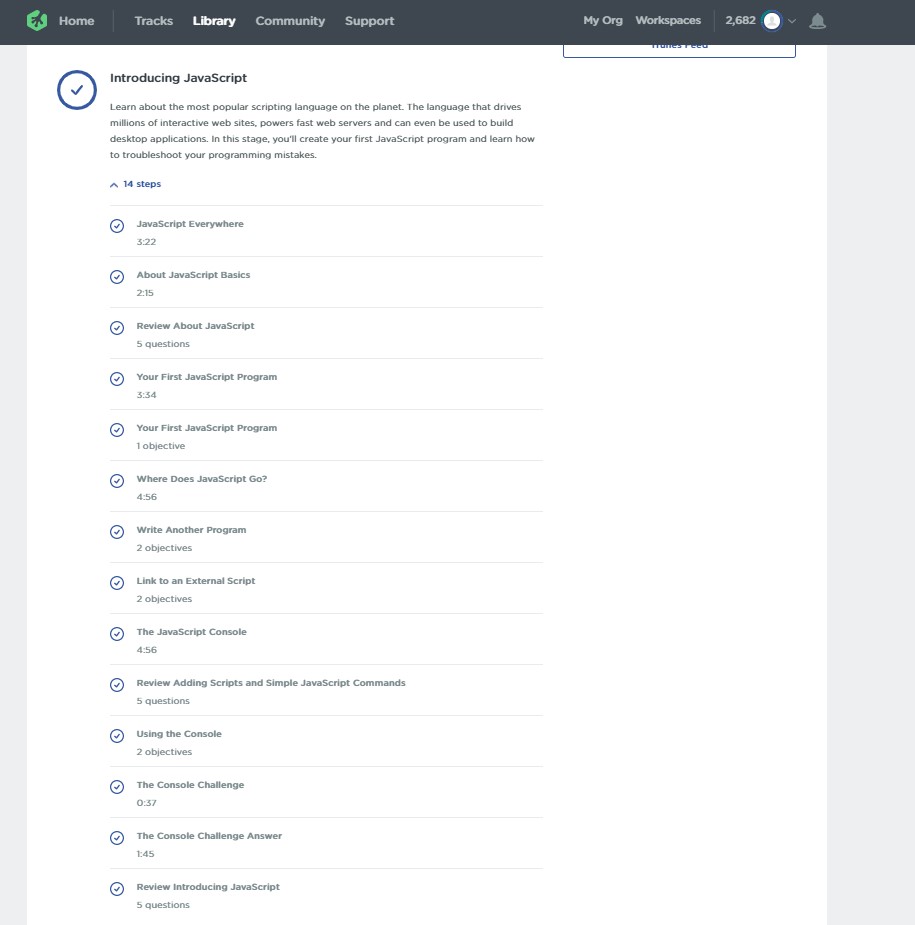 Home Tracks Library Community Support My Org Workspaces 2,682
iTunes Feed
Introducing JavaScript
Learn about the most popular scripting language on the planet. The language that drives
millions of interactive web sites, powers fast web servers and can even be used to build
desktop applications. In this stage, you'll create your first JavaScript program and learn how
to troubleshoot your programming mistakes.
14 steps
JavaScript Everywhere
3:22
About JavaScript Basics
2:15
Review About JavaScript
5 questions
Your First JavaScript Program
3:34
Your First JavaScript Program
1 objective
Where Does JavaScript Go?
4:56
Write Another Program
2 objectives
Link to an External Script
2 objectives
The JavaScript Console
4:56
Review Adding Scripts and Simple JavaScript Commands
5 questions
Using the Console
2 objectives
The Console Challenge
0:37
The Console Challenge Answer
1:45
Review Introducing JavaScript
5 questions